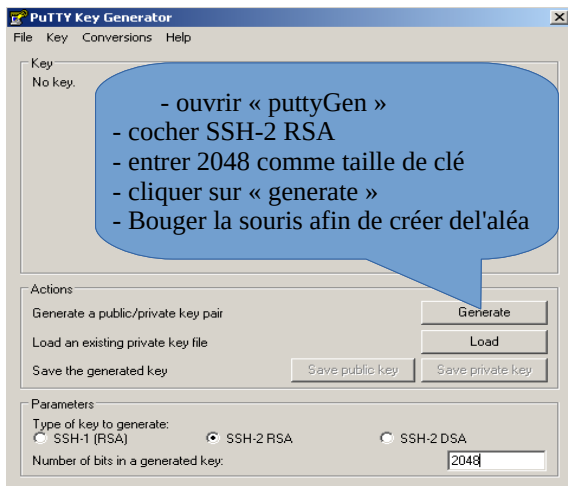 PuTTY Key Generator
File Key Conversions Help
Key
No key.
- ouvrir « puttyGen »
- cocher SSH-2 RSA
- entrer 2048 comme taille de clé
- cliquer sur « generate »
- Bouger la souris afin de créer del'aléa
Actions
Generate a public/private key pair Generate
Load an existing private key file Load
Save the generated key Save public key Save private key
Parameters
Type of key to generate:
SSH-1 (RSA) SSH-2 RSA SSH-2 DSA
Number of bits in a generated key: 2048